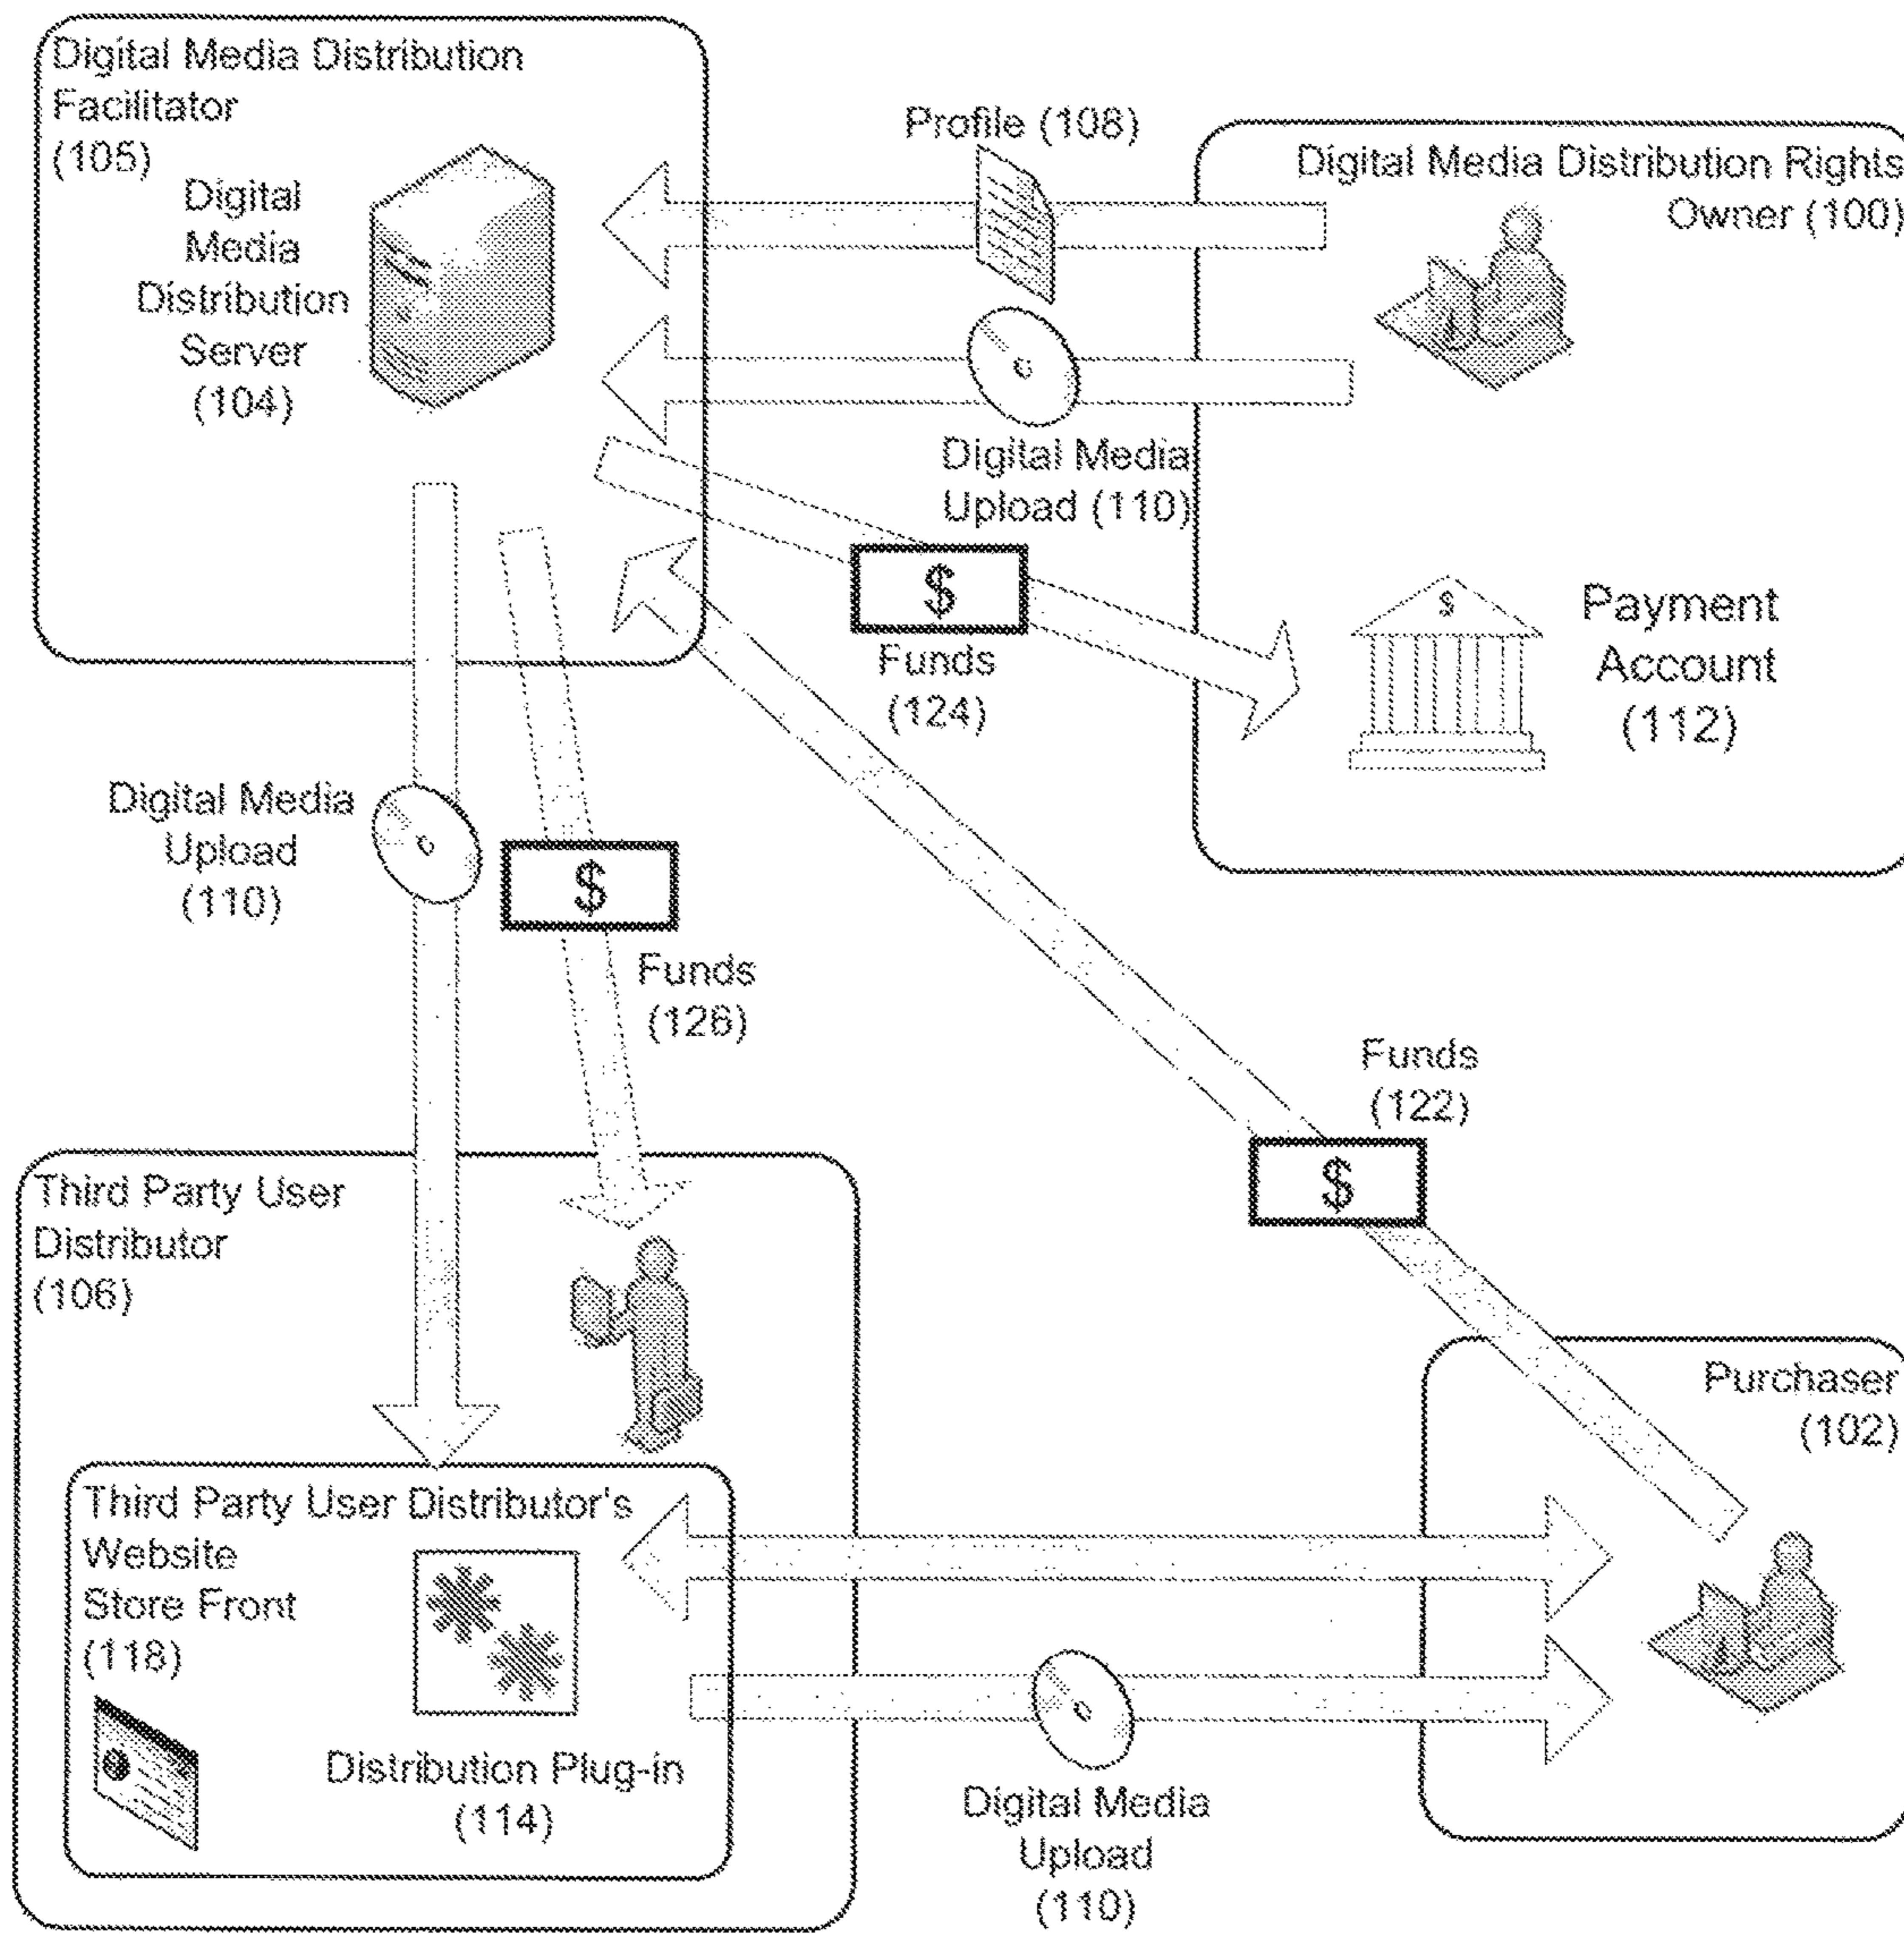 Digital Media Distribution
Facilitator
(105)
Digital
Media
Distribution
Server
(104)
Profile (108)
Digital Media Distribution Rights
Owner (100)
Digital Media
Upload (110)
$
Funds
(124)
$
Payment
Account
(112)
Digital Media
Upload
(110)
$
Funds
(126)
Funds
(122)
$
Third Party User
Distributor
(106)
Purchaser
(102)
Third Party User Distributor's
Website
Store Front
(118)
Distribution Plug-in
(114)
Digital Media
Upload
(110)